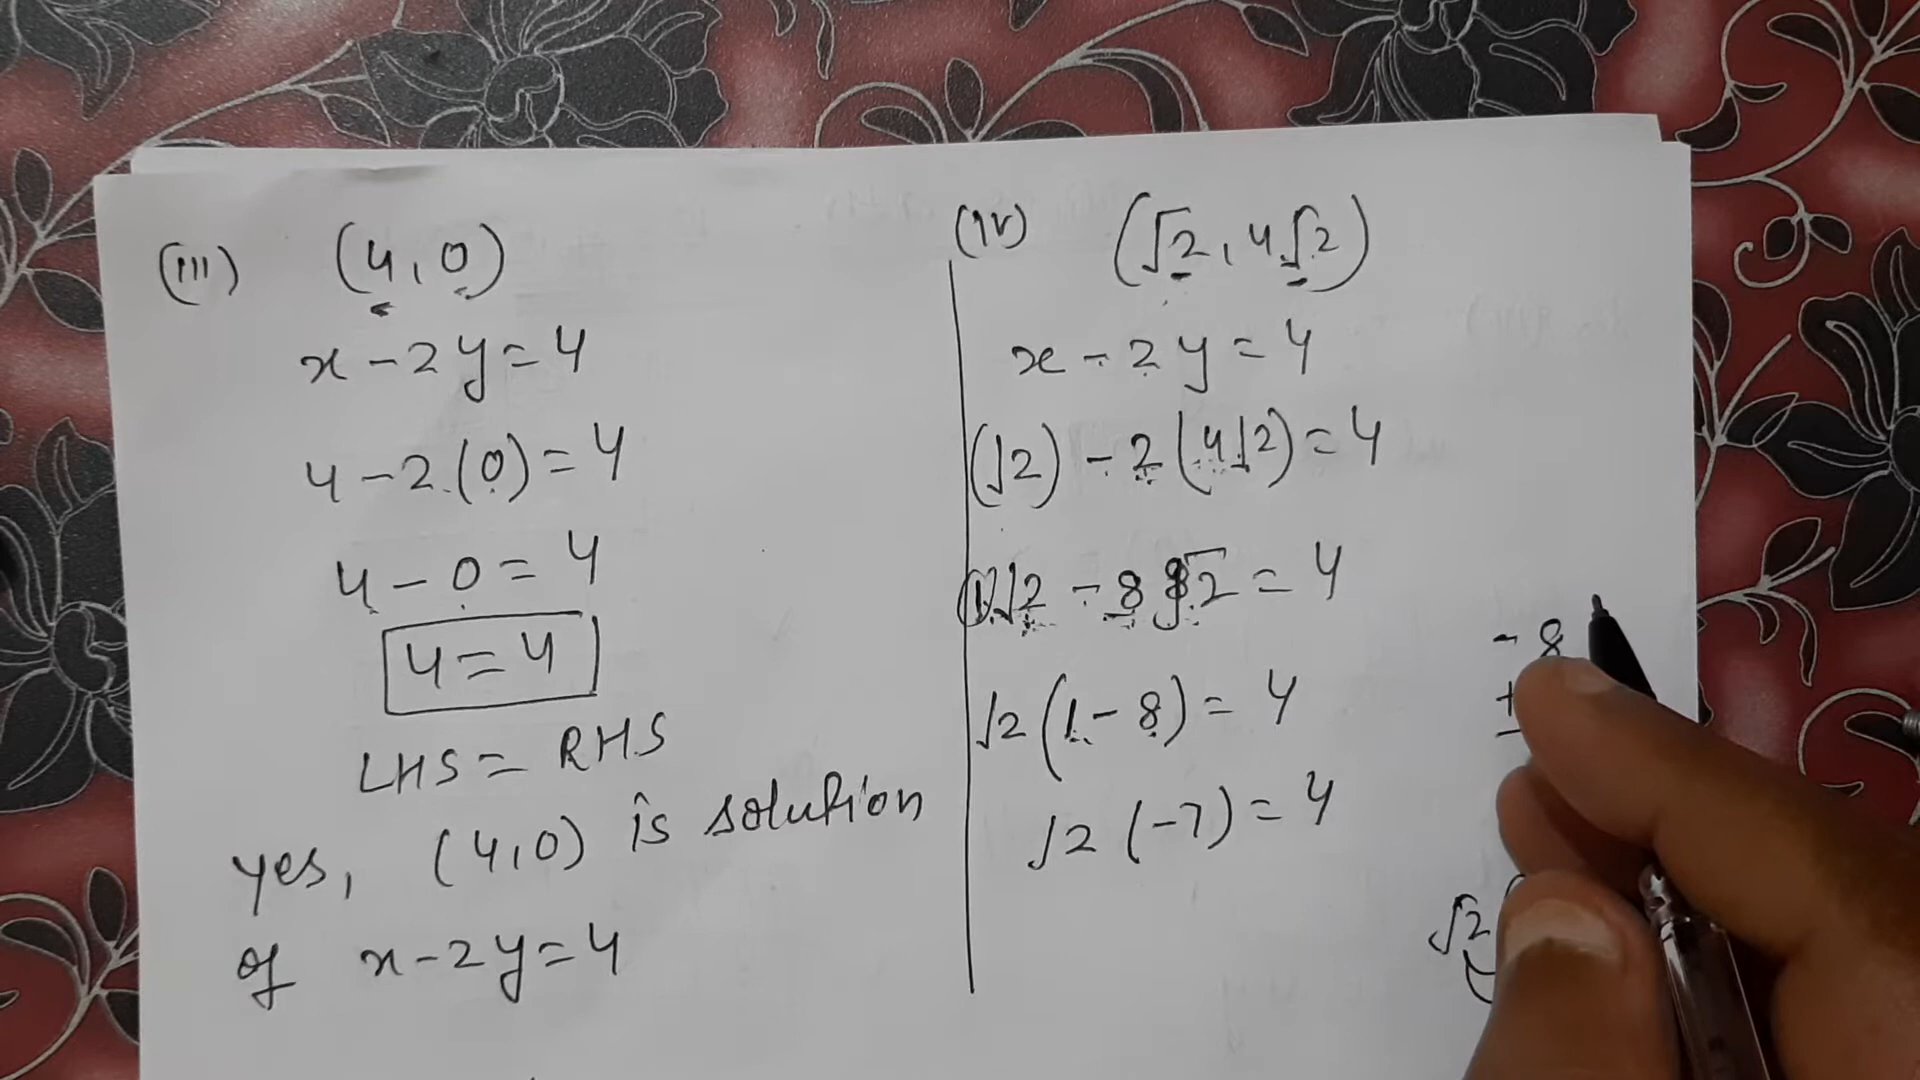 (iii) (4,0)
x-2y=4
4-2(0)=4
4-0=4
4=4
LHS=RHS
yes, (4,0) is solution
of x-2y=4
(iv) (√2, 4√2)
x-2y=4
(√2)-2(4√2)=4
1√2-8√2=4
√2(1-8)=4
√2(-7)=4
-8
+
√2